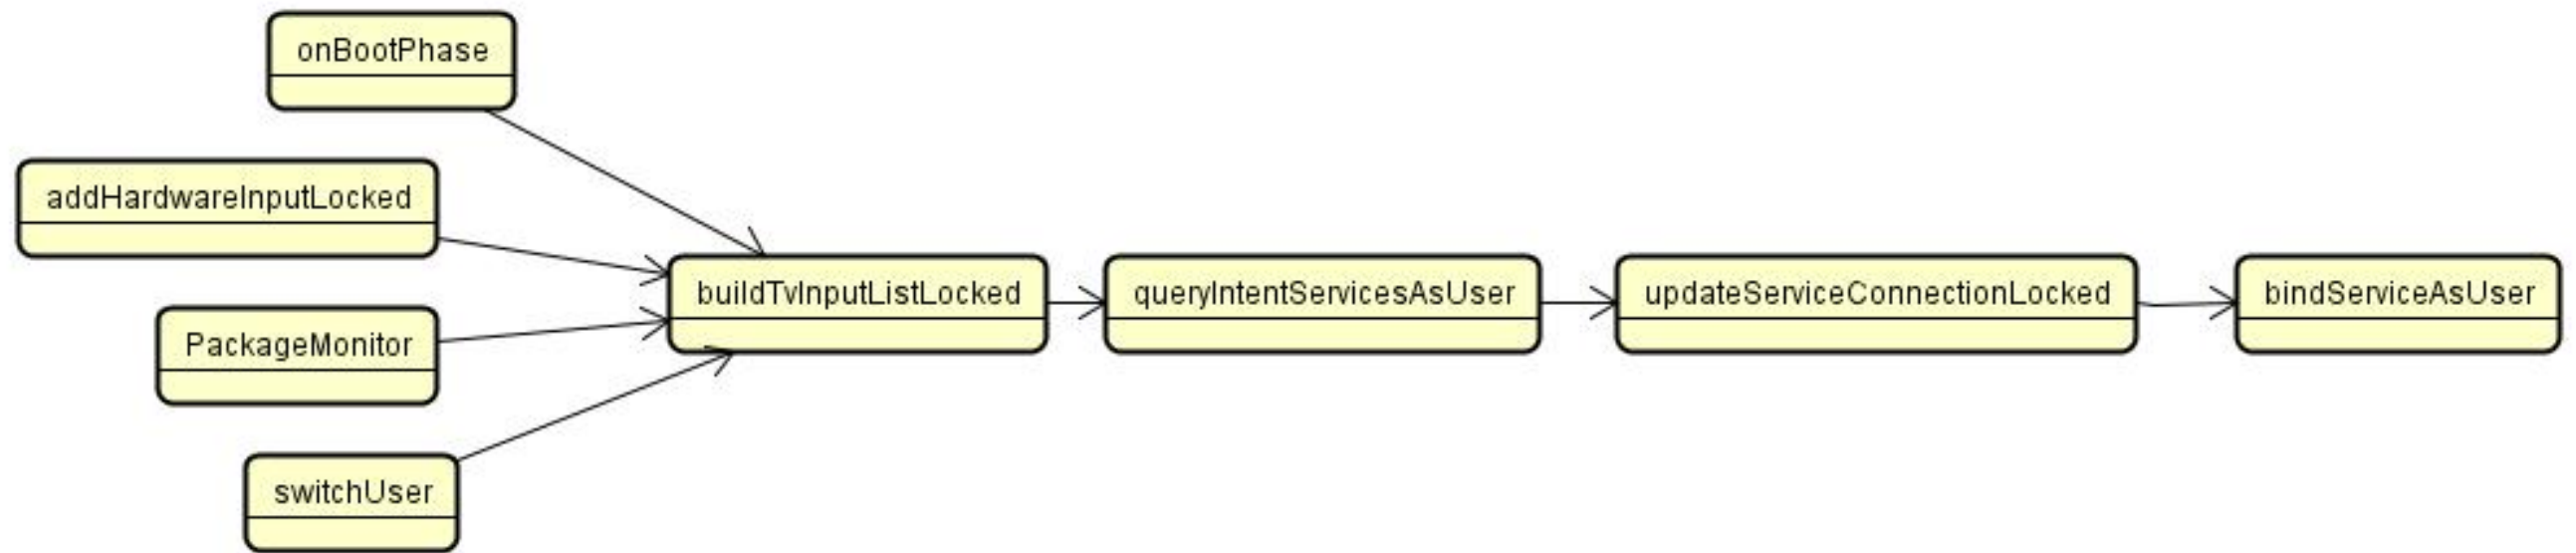 onBootPhase
addHardwareInputLocked
PackageMonitor
switchUser
buildTvInputListLocked
queryIntentServicesAsUser
updateServiceConnectionLocked
bindServiceAsUser